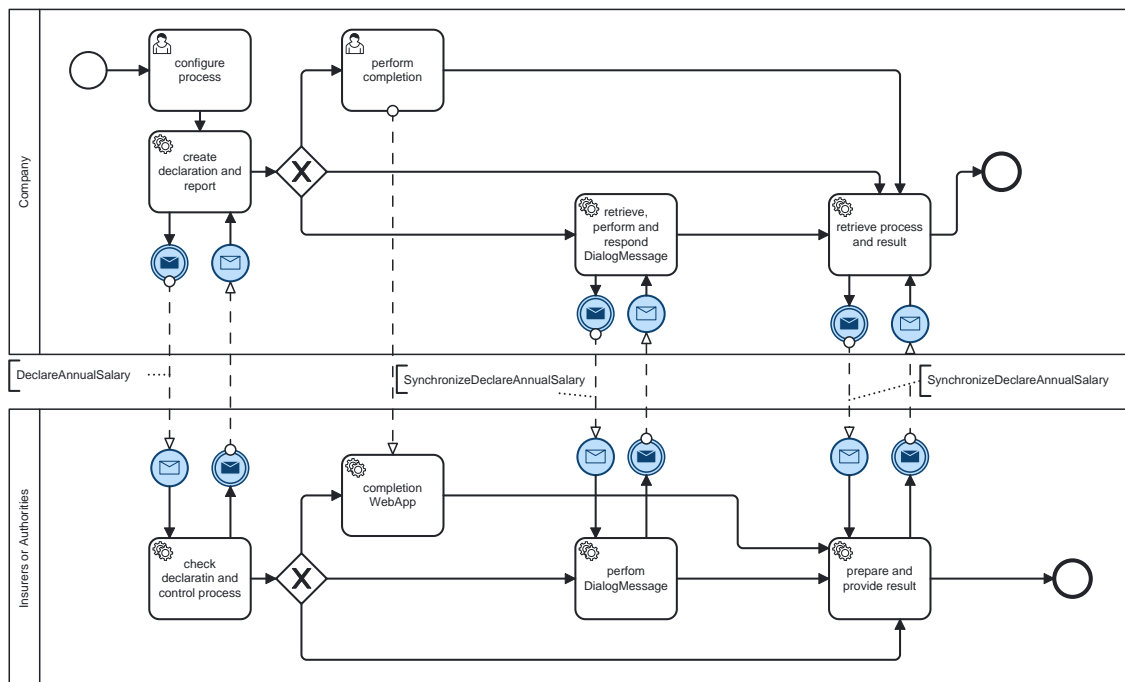 Company
configure
process
perform
completion
create
declaration and
report
retrieve,
perform and
respond
DialogMessage
retrieve process
and result
DeclareAnnualSalary
SynchronizeDeclareAnnualSalary
SynchronizeDeclareAnnualSalary
Insurers or Authorities
completion
WebApp
check
declaratin and
control process
perfom
DialogMessage
prepare and
provide result